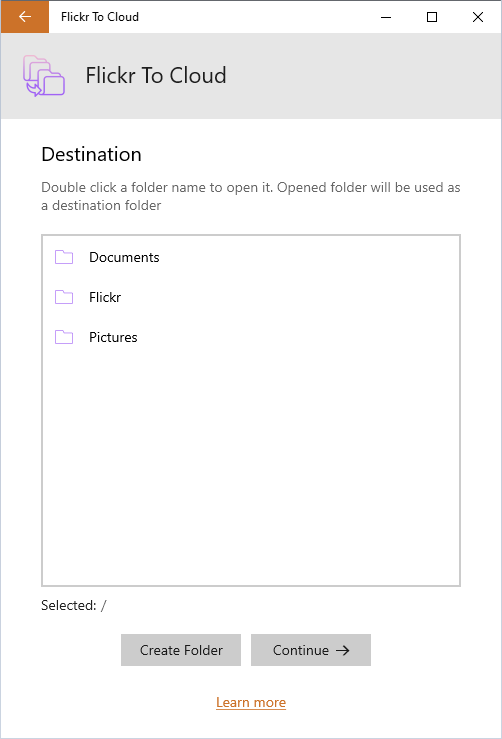 Flickr To Cloud
Flickr To Cloud
Destination
Double click a folder name to open it. Opened folder will be used as
a destination folder
Documents
Flickr
Pictures
Selected: /
Create Folder
Continue
Learn more